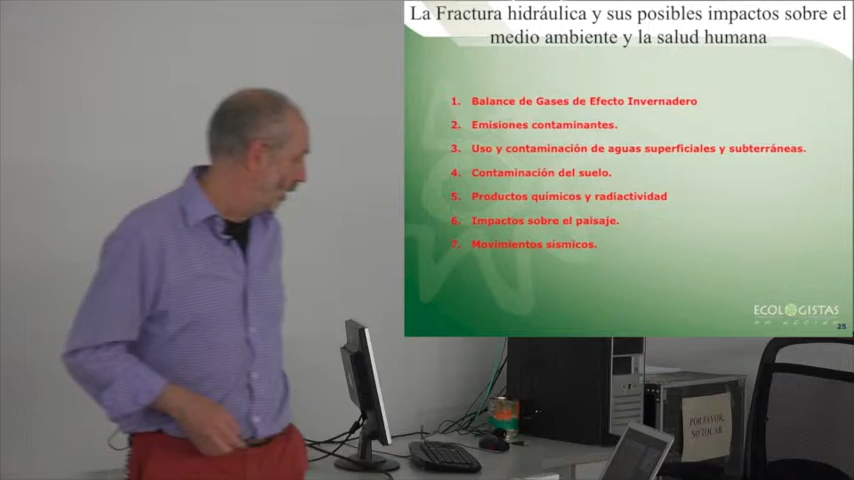 La Fractura hidráulica y sus posibles impactos sobre el
medio ambiente y la salud humana
1. Balance de Gases de Efecto Invernadero
2. Emisiones contaminantes.
3. Uso y contaminación de aguas superficiales y subterráneas.
4. Contaminación del suelo.
5. Productos químicos y radiactividad
6. Impactos sobre el paisaje.
7. Movimientos sísmicos.
ECOLOGISTAS
en acción
25
POR FAVOR,
NO TOCAR